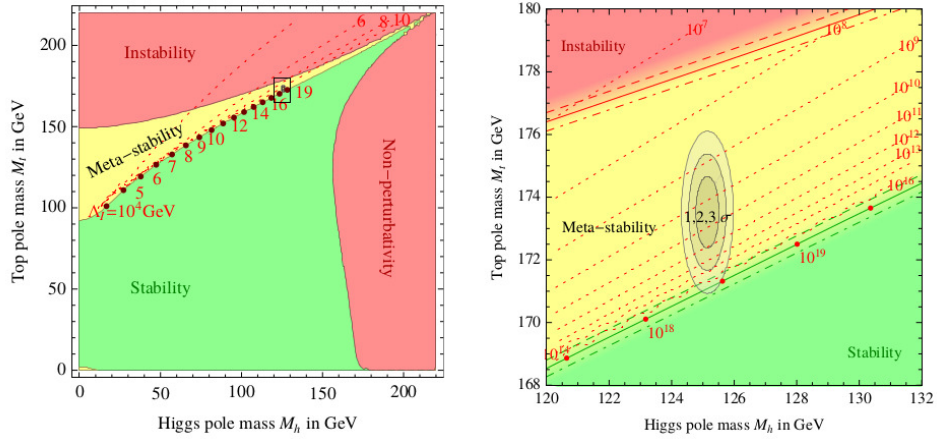 200
150
100
50
0
Top pole mass M_t in GeV
Instability
6 8 10
19
16
14
12
10
9
8
7
6
5
Λ_I=10^4GeV
Meta−stability
Non−perturbativity
Stability
0 50 100 150 200
Higgs pole mass M_h in GeV
180
178
176
174
172
170
168
Top pole mass M_t in GeV
Instability
10^7
10^8
10^9
10^10
10^11
10^12
10^13
10^16
1,2,3 σ
Meta−stability
10^19
10^18
Stability
120 122 124 126 128 130 132
Higgs pole mass M_h in GeV